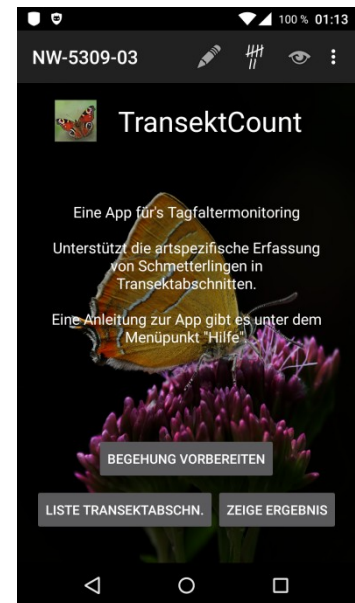 100 % 01:13
NW-5309-03
TransektCount
Eine App für's Tagfaltermonitoring
Unterstützt die artspezifische Erfassung
von Schmetterlingen in
Transektabschnitten.
Eine Anleitung zur App gibt es unter dem
Menüpunkt "Hilfe"
BEGEHUNG VORBEREITEN
LISTE TRANSEKTABSCHN. ZEIGE ERGEBNIS